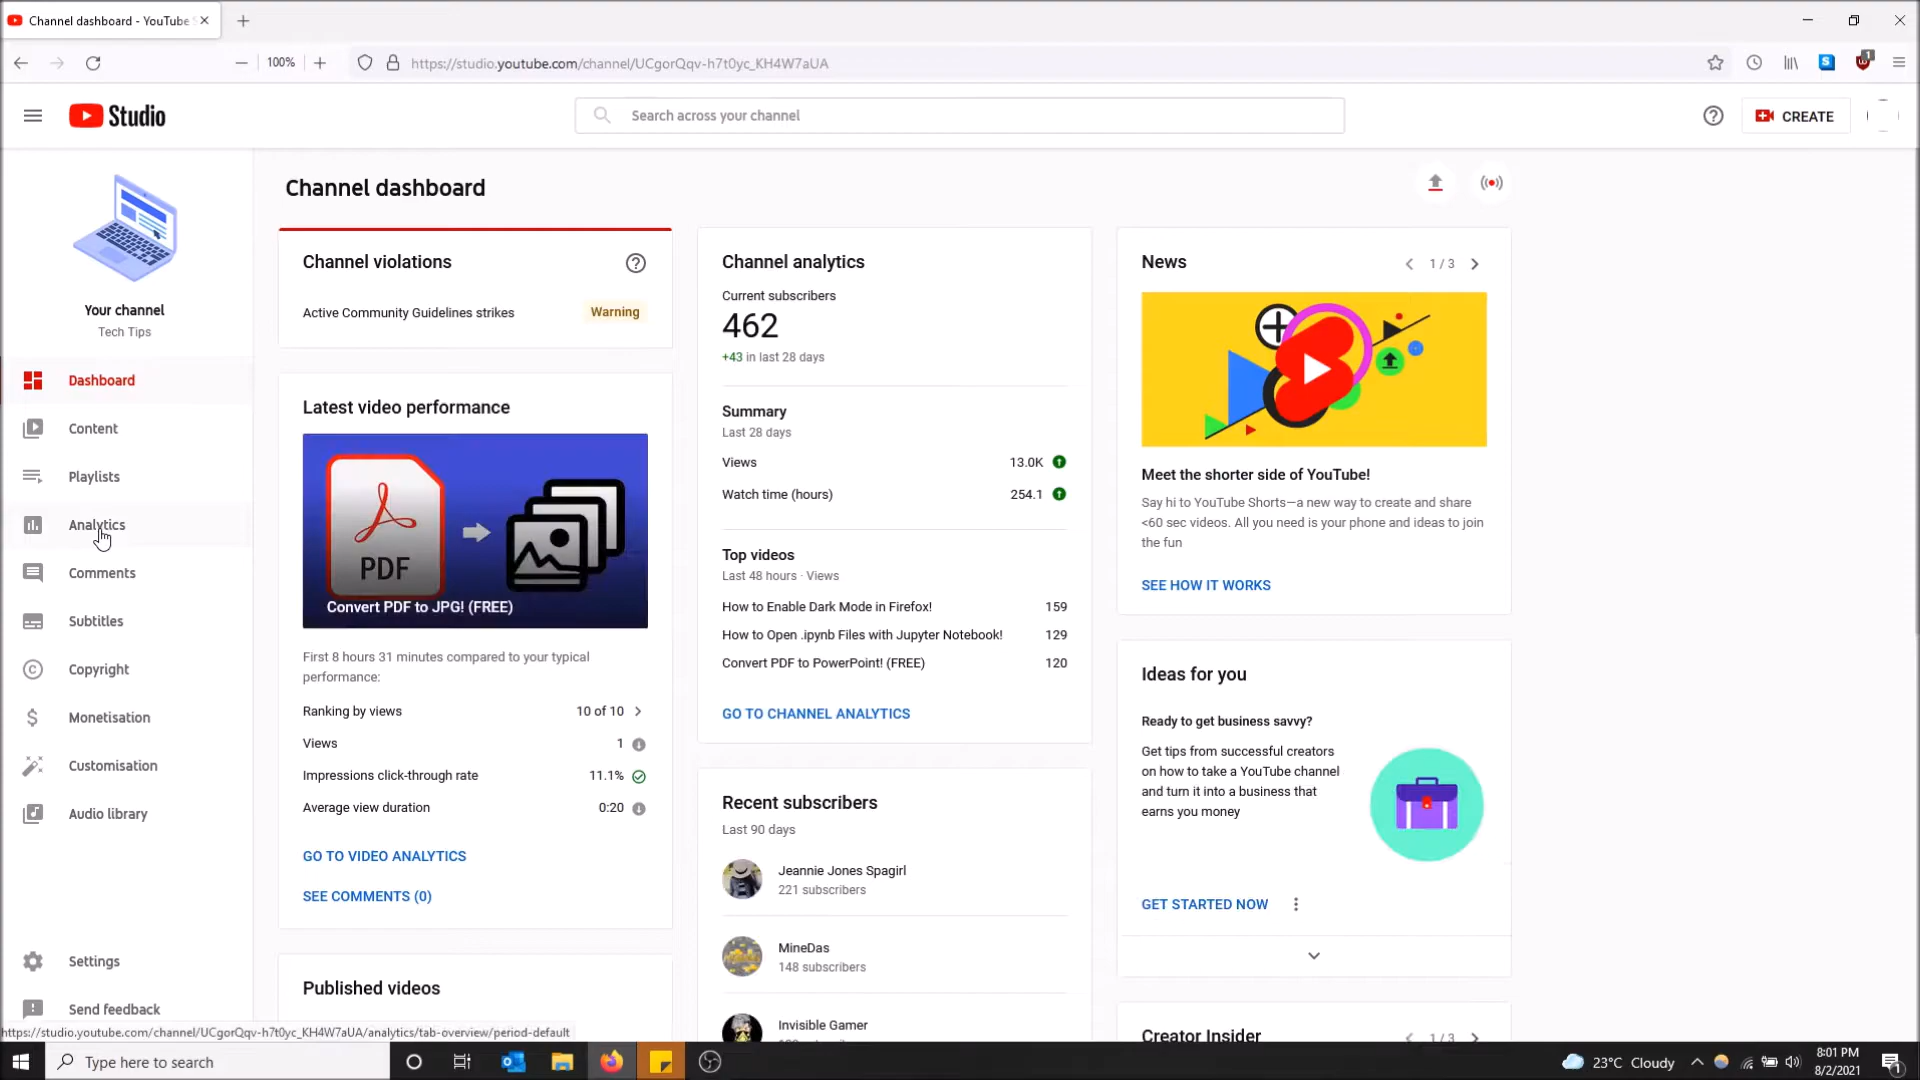 Channel dashboard - YouTube S
100%
https://studio.youtube.com/channel/UCgorQqv-h7t0yc_KH4W7aUA
S
1
Studio
Search across your channel
CREATE
Your channel
Tech Tips
Dashboard
Content
Playlists
Analytics
Comments
Subtitles
Copyright
Monetisation
Customisation
Audio library
Settings
Send feedback
Channel dashboard
Channel violations
Active Community Guidelines strikes Warning
Latest video performance
PDF
Convert PDF to JPG! (FREE)
First 8 hours 31 minutes compared to your typical
performance:
Ranking by views 10 of 10
Views 1
Impressions click-through rate 11.1%
Average view duration 0:20
GO TO VIDEO ANALYTICS
SEE COMMENTS (0)
Published videos
Channel analytics
Current subscribers
462
+43 in last 28 days
Summary
Last 28 days
Views 13.0K
Watch time (hours) 254.1
Top videos
Last 48 hours · Views
How to Enable Dark Mode in Firefox! 159
How to Open .ipynb Files with Jupyter Notebook! 129
Convert PDF to PowerPoint! (FREE) 120
GO TO CHANNEL ANALYTICS
Recent subscribers
Last 90 days
Jeannie Jones Spagirl
221 subscribers
MineDas
148 subscribers
Invisible Gamer
News 1 / 3
Meet the shorter side of YouTube!
Say hi to YouTube Shorts—a new way to create and share
<60 sec videos. All you need is your phone and ideas to join
the fun
SEE HOW IT WORKS
Ideas for you
Ready to get business savvy?
Get tips from successful creators
on how to take a YouTube channel
and turn it into a business that
earns you money
GET STARTED NOW
Creator Insider 1 / 3
https://studio.youtube.com/channel/UCgorQqv-h7t0yc_KH4W7aUA/analytics/tab-overview/period-default
Type here to search
23°C Cloudy
8:01 PM
8/2/2021
1